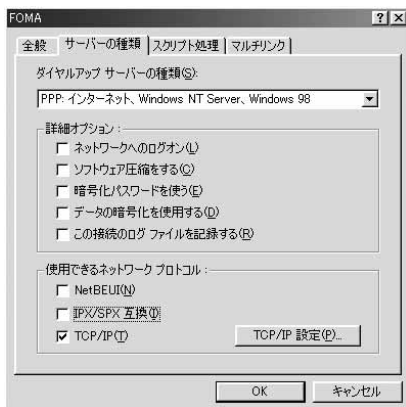 FOMA
全般 サーバーの種類 スクリプト処理 マルチリンク
ダイヤルアップ サーバーの種類(S):
PPP: インターネット、Windows NT Server、Windows 98
詳細オプション:
ネットワークへのログオン(L)
ソフトウェア圧縮をする(C)
暗号化パスワードを使う(E)
データの暗号化を使用する(D)
この接続のログ ファイルを記録する(R)
使用できるネットワーク プロトコル:
NetBEUI(N)
IPX/SPX 互換(I)
TCP/IP(T) TCP/IP 設定(P)...
OK キャンセル